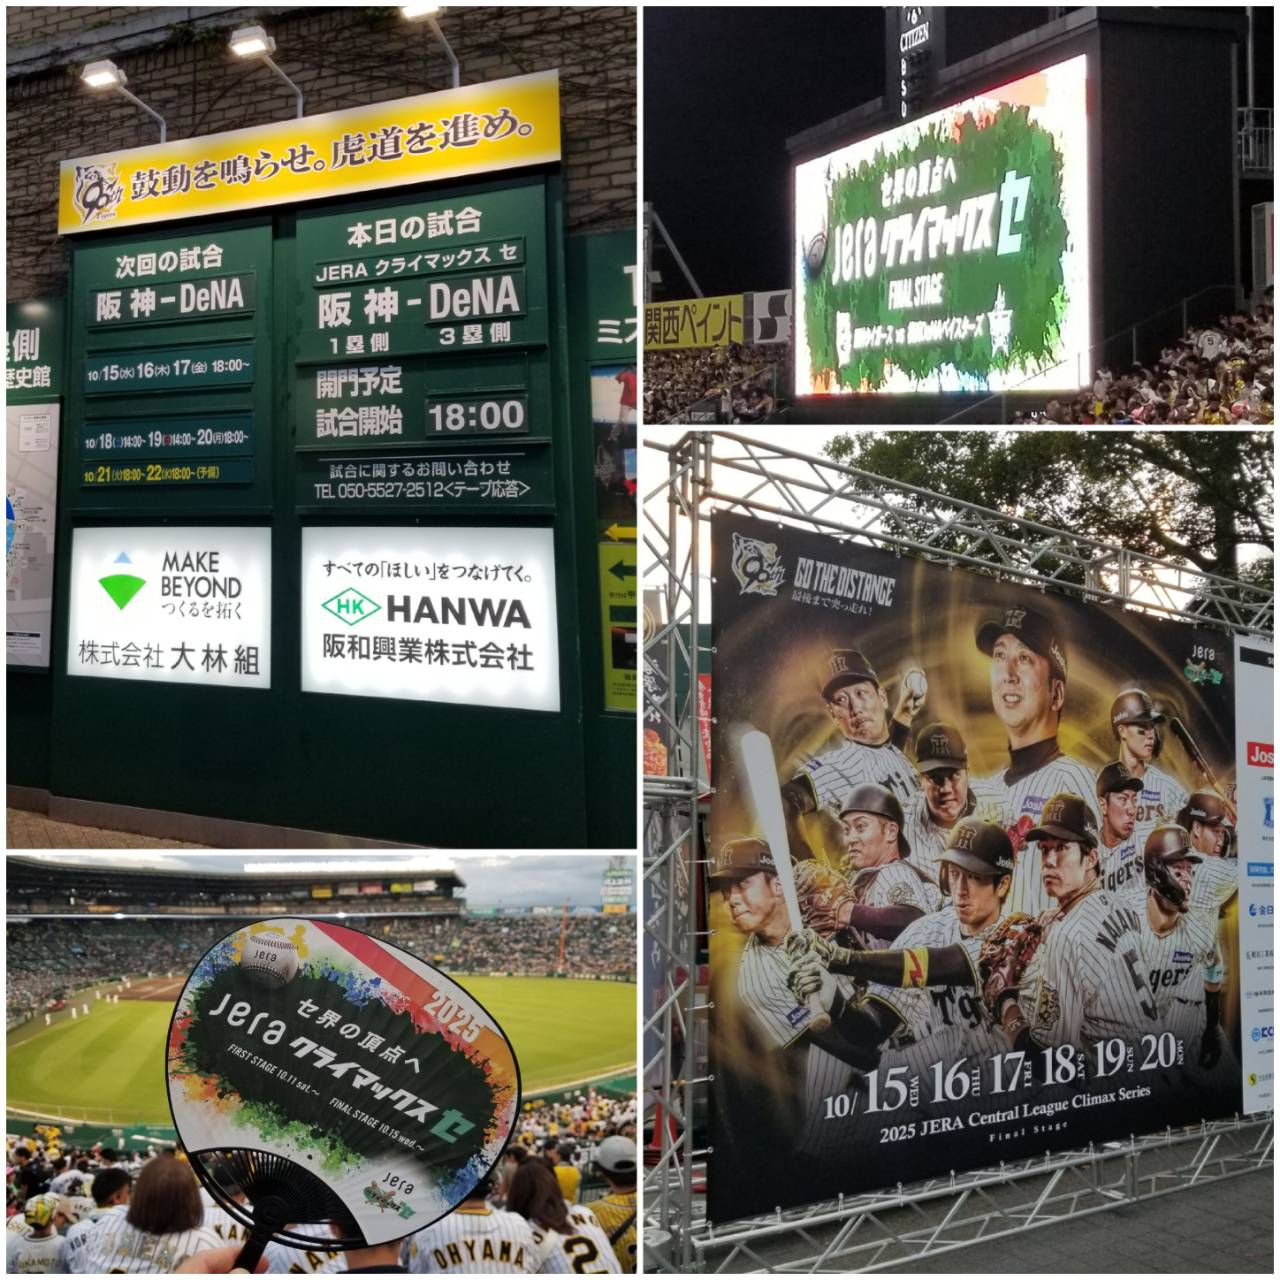 鼓動を鳴らせ。虎道を進め。
次回の試合
阪神-DeNA
10/15(水)16(木)17(金)18:00~
10/18(土)14:00~19(日)14:00~20(月)18:00~
10/21(火)18:00~22(水)18:00~(予備)
本日の試合
JERA クライマックス セ
阪神-DeNA
1塁側 3塁側
開門予定
試合開始 18:00
試合に関するお問い合わせ
TEL 050-5527-2512<テープ応答>
MAKE
BEYOND
つくるを拓く
株式会社 大林組
すべての「ほしい」をつなげてく。
HK HANWA
阪和興業株式会社
CITIZEN
8
5
0
セ界の頂点へ
Jera クライマックス セ
FINAL STAGE
関西ペイント
2025
Jera
セ界の頂点へ
Jera クライマックス セ
FIRST STAGE 10.11 sat.~ FINAL STAGE 10.15 wed.~
Jera
OHYAMA
2
90th
GO THE DISTANCE
最後まで突っ走れ!
Jera
NAKANO
5
10/15 WED 16 THU 17 FRI 18 SAT 19 SUN 20 MON
2025 JERA Central League Climax Series
Final Stage